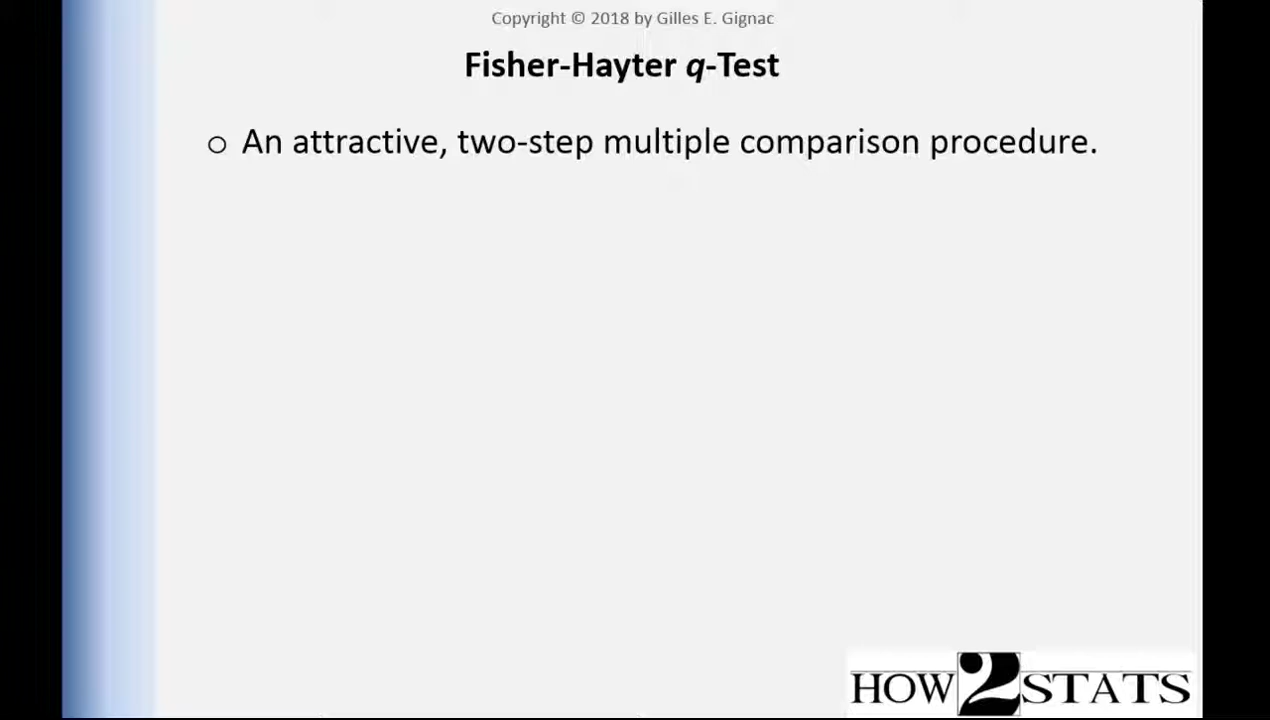 Copyright © 2018 by Gilles E. Gignac
Fisher-Hayter q-Test
o An attractive, two-step multiple comparison procedure.
HOW2STATS